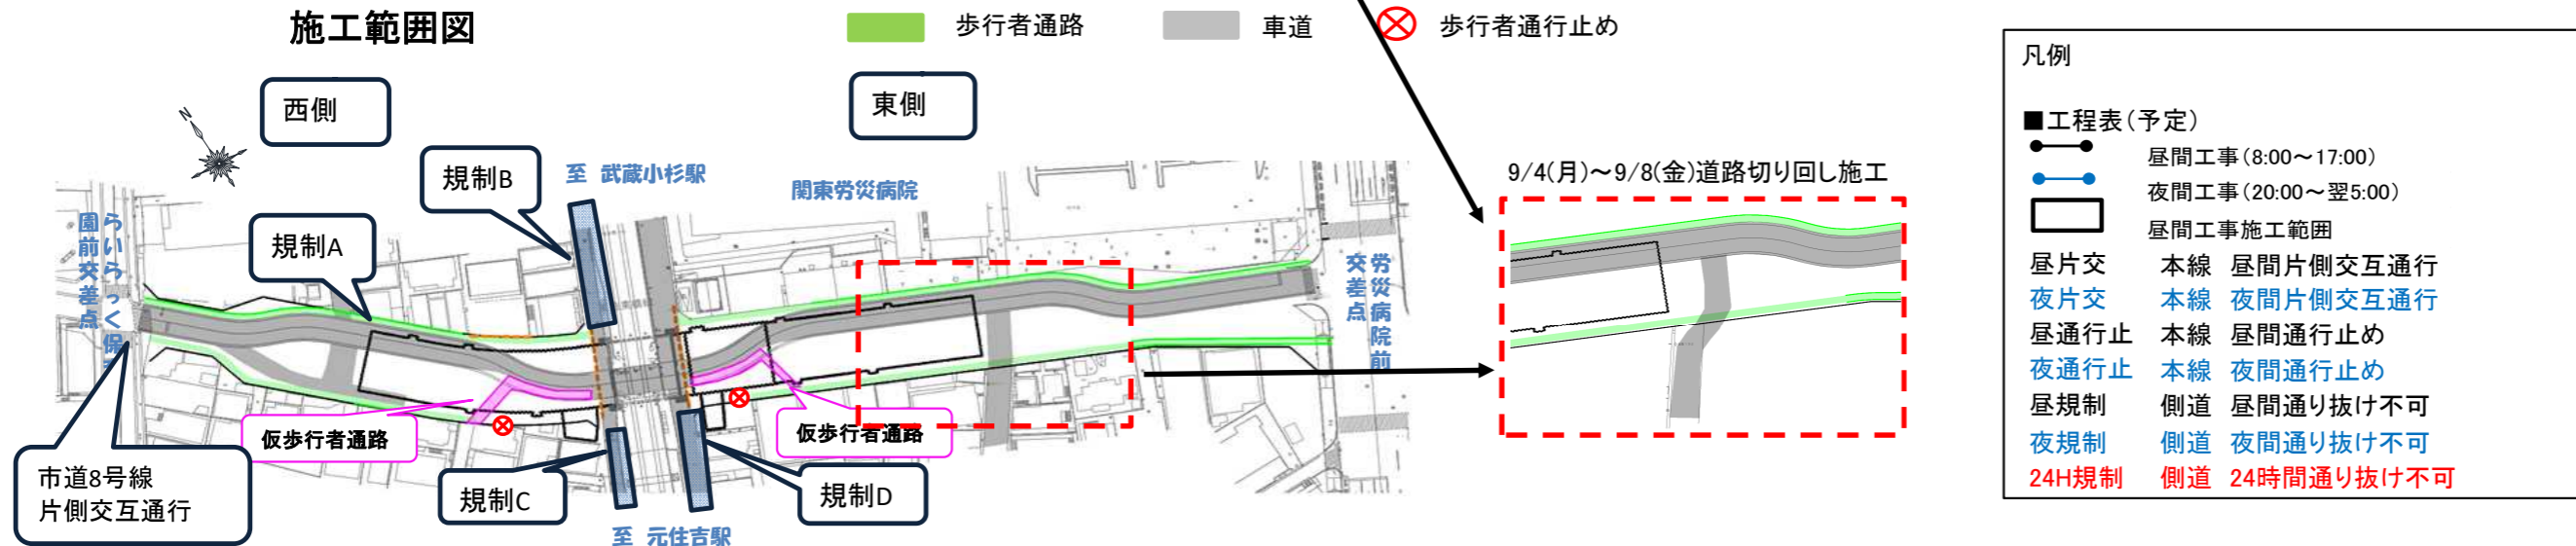 施工範囲図
歩行者通路
車道
歩行者通行止め
西側
東側
N
規制B
至 武蔵小杉駅
関東労災病院
規制A
らいらっく保
園前交差点
労災病院前
交差点
仮歩行者通路
仮歩行者通路
市道8号線
片側交互通行
規制C
規制D
至 元住吉駅
9/4(月)～9/8(金)道路切り回し施工
凡例
■工程表(予定)
昼間工事(8:00～17:00)
夜間工事(20:00～翌5:00)
昼間工事施工範囲
昼片交 本線 昼間片側交互通行
夜片交 本線 夜間片側交互通行
昼通行止 本線 昼間通行止め
夜通行止 本線 夜間通行止め
昼規制 側道 昼間通り抜け不可
夜規制 側道 夜間通り抜け不可
24H規制 側道 24時間通り抜け不可